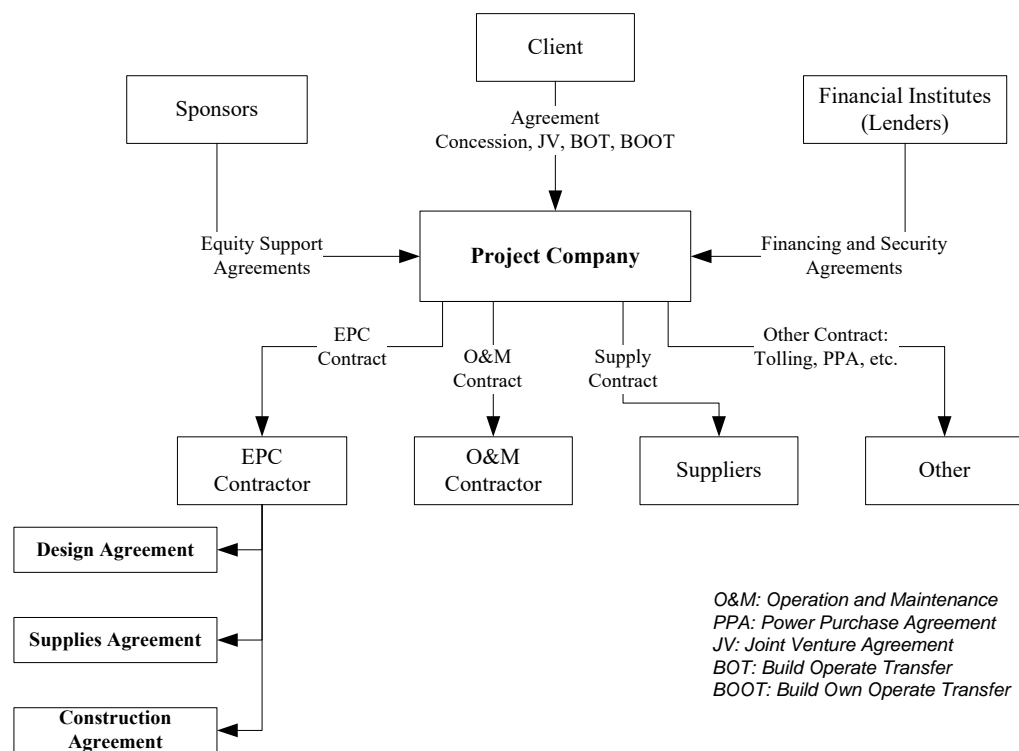 Client
Sponsors
Financial Institutes
(Lenders)
Agreement
Concession, JV, BOT, BOOT
Equity Support
Agreements
Project Company
Financing and Security
Agreements
EPC
Contract
O&M
Contract
Supply
Contract
Other Contract:
Tolling, PPA, etc.
EPC
Contractor
O&M
Contractor
Suppliers
Other
Design Agreement
Supplies Agreement
Construction
Agreement
O&M: Operation and Maintenance
PPA: Power Purchase Agreement
JV: Joint Venture Agreement
BOT: Build Operate Transfer
BOOT: Build Own Operate Transfer